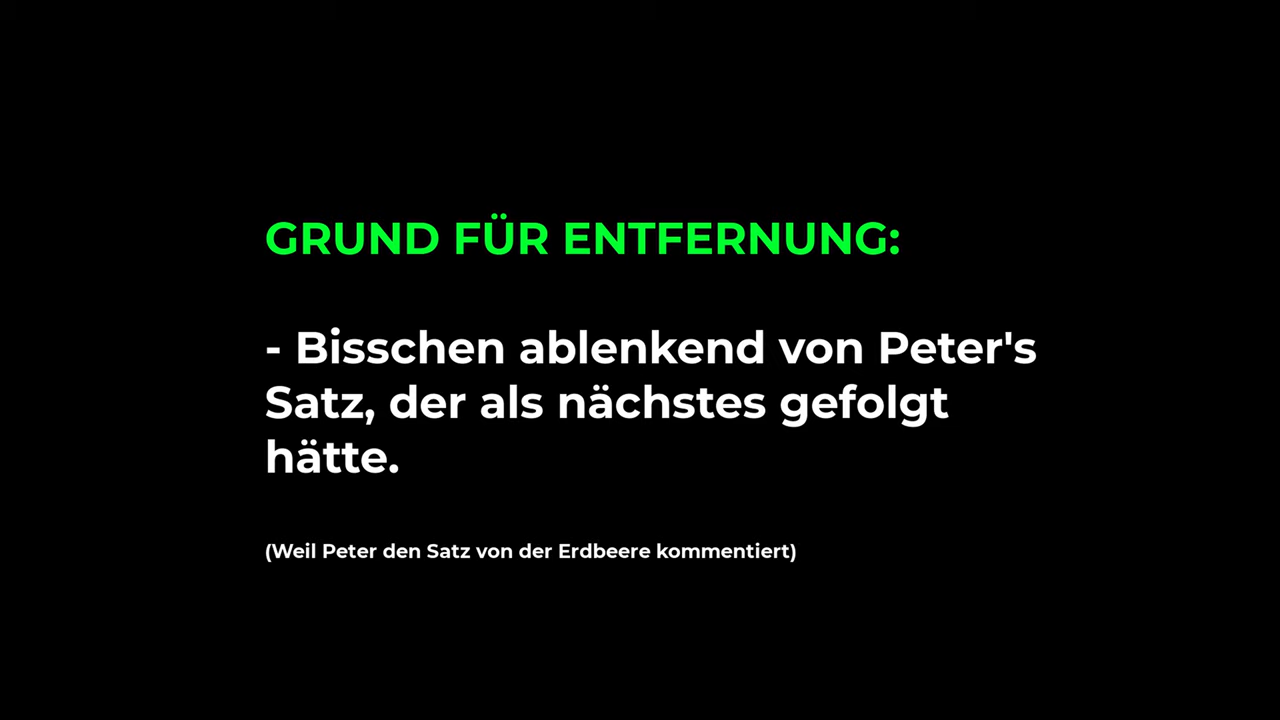 GRUND FÜR ENTFERNUNG:
- Bisschen ablenkend von Peter's
Satz, der als nächstes gefolgt
hätte.
(Weil Peter den Satz von der Erdbeere kommentiert)